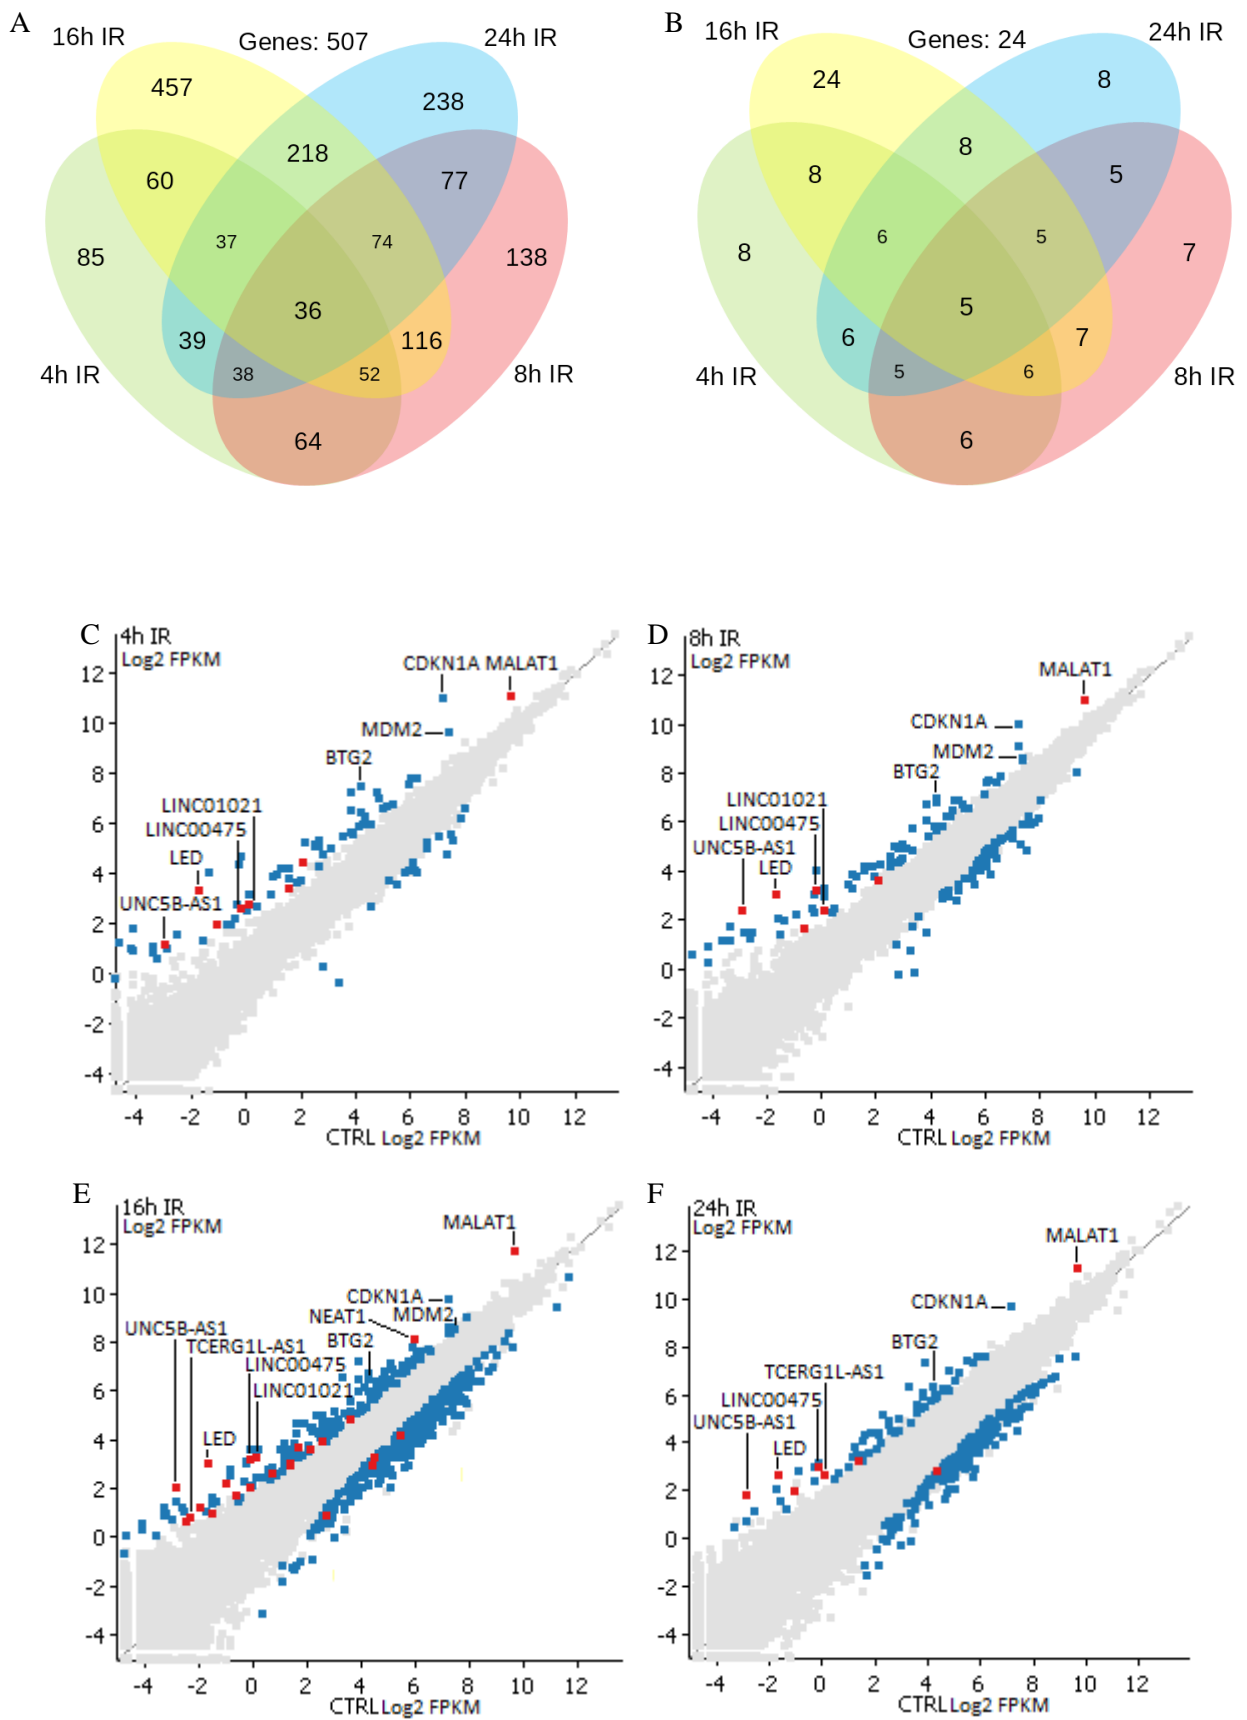 A
16h IR
Genes: 507
24h IR
457
238
218
60
77
37
74
85
138
36
39
116
4h IR
38
52
8h IR
64
B
16h IR
Genes: 24
24h IR
24
8
8
8
5
6
5
8
7
5
6
7
4h IR
5
6
8h IR
6
C
4h IR
Log2 FPKM
CDKN1A MALAT1
MDM2
BTG2
LINC01021
LINC00475
LED
UNC5B-AS1
12
10
8
6
4
2
0
-2
-4
-4 -2 0 2 4 6 8 10 12
CTRL Log2 FPKM
D
8h IR
Log2 FPKM
MALAT1
CDKN1A
MDM2
BTG2
LINC01021
LINC00475
UNC5B-AS1
LED
12
10
8
6
4
2
0
-2
-4
-4 -2 0 2 4 6 8 10 12
CTRL Log2 FPKM
E
16h IR
Log2 FPKM
MALAT1
CDKN1A
NEAT1 MDM2
UNC5B-AS1
BTG2
TCERG1L-AS1
LINC00475
LINC01021
LED
12
10
8
6
4
2
0
-2
-4
-4 -2 0 2 4 6 8 10 12
CTRL Log2 FPKM
F
24h IR
Log2 FPKM
MALAT1
CDKN1A
BTG2
TCERG1L-AS1
LINC00475
UNC5B-AS1
LED
12
10
8
6
4
2
0
-2
-4
-4 -2 0 2 4 6 8 10 12
CTRL Log2 FPKM